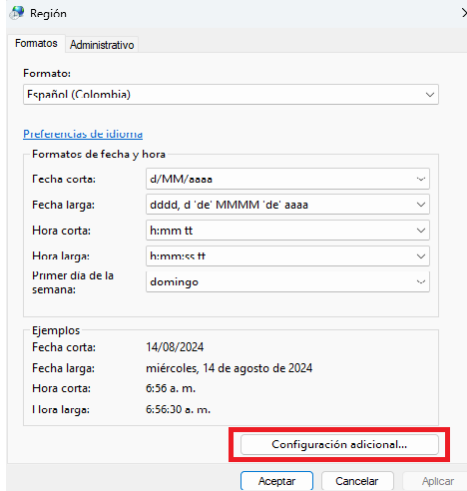 Región
Formatos Administrativo
Formato:
Español (Colombia)
Preferencias de idioma
Formatos de fecha y hora
Fecha corta: d/MM/aaaa
Fecha larga: dddd, d 'de' MMMM 'de' aaaa
Hora corta: h:mm tt
Hora larga: h:mm:ss tt
Primer día de la
semana: domingo
Ejemplos
Fecha corta: 14/08/2024
Fecha larga: miércoles, 14 de agosto de 2024
Hora corta: 6:56 a. m.
Hora larga: 6:56:30 a. m.
Configuración adicional...
Aceptar Cancelar Aplicar